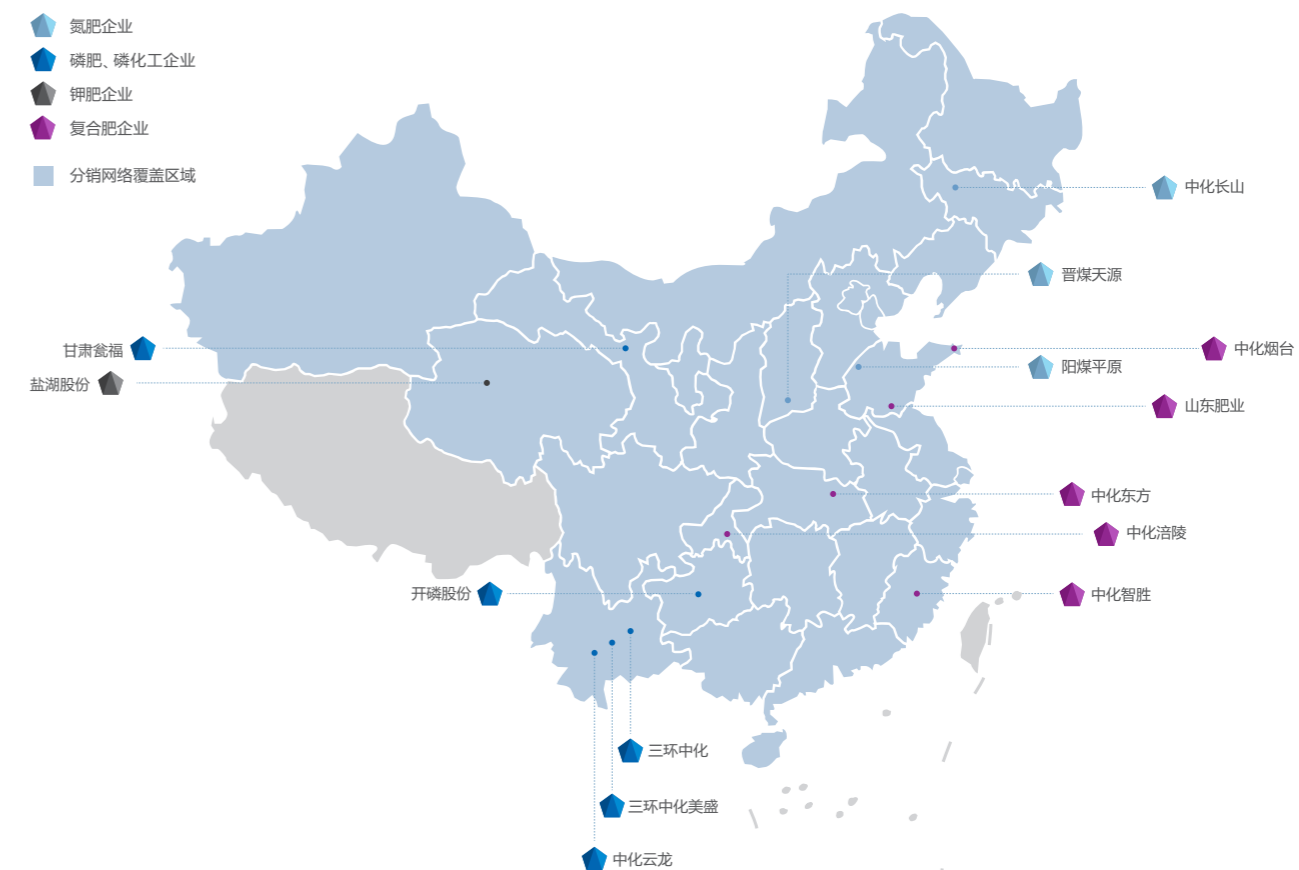 氮肥企业
磷肥、磷化工企业
钾肥企业
复合肥企业
分销网络覆盖区域
中化长山
晋煤天源
甘肃瓮福
中化烟台
阳煤平原
盐湖股份
山东肥业
中化东方
中化涪陵
开磷股份
中化智胜
三环中化
三环中化美盛
中化云龙